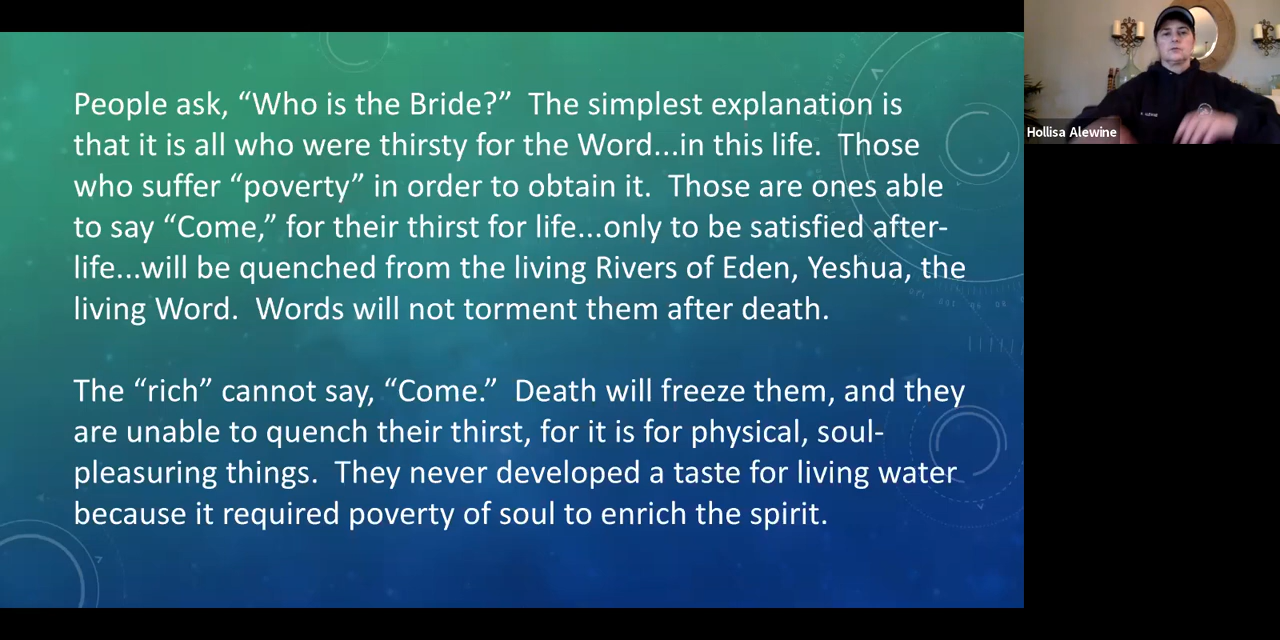 People ask, “Who is the Bride?”  The simplest explanation is
that it is all who were thirsty for the Word...in this life.  Those
who suffer “poverty” in order to obtain it.  Those are ones able
to say “Come,” for their thirst for life...only to be satisfied after-
life...will be quenched from the living Rivers of Eden, Yeshua, the
living Word.  Words will not torment them after death.
The “rich” cannot say, “Come.”  Death will freeze them, and they
are unable to quench their thirst, for it is for physical, soul-
pleasuring things.  They never developed a taste for living water
because it required poverty of soul to enrich the spirit.
Hollisa Alewine